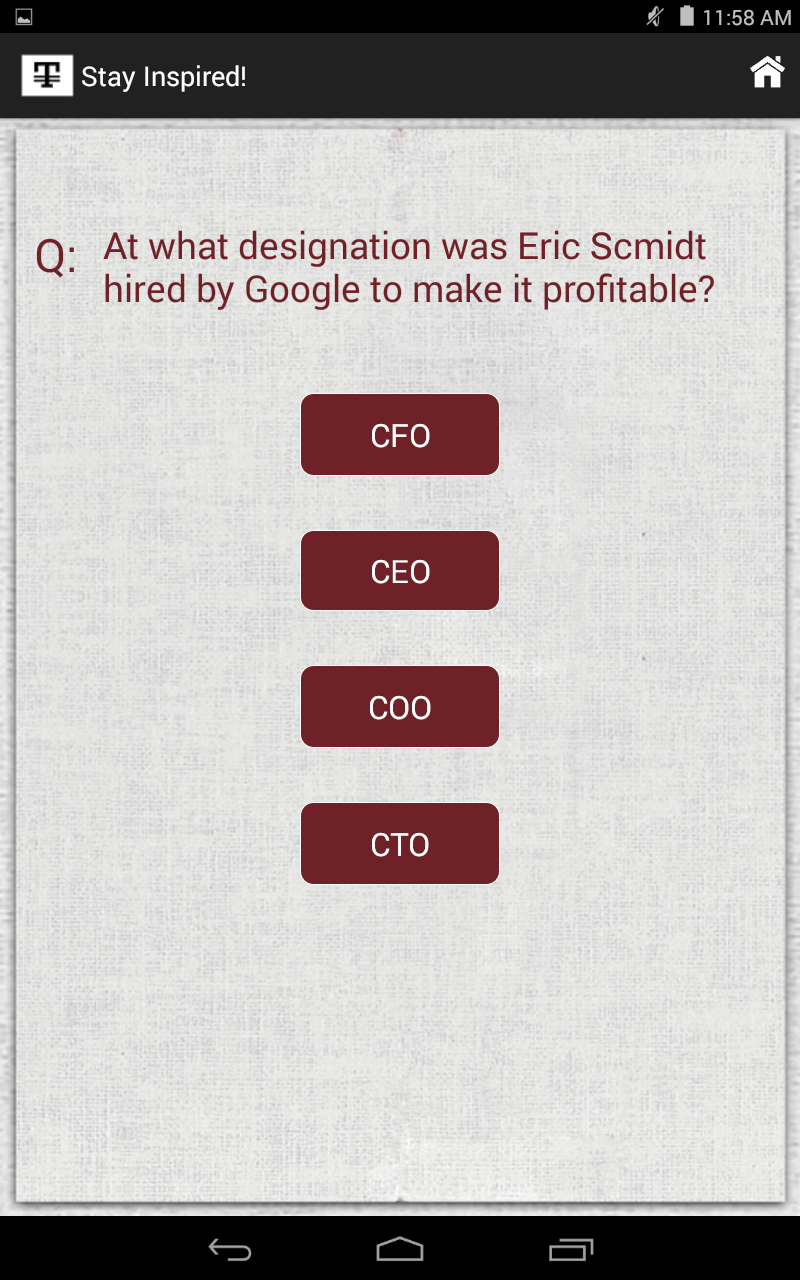 11:58 AM
Stay Inspired!
Q: At what designation was Eric Scmidt
hired by Google to make it profitable?
CFO
CEO
COO
CTO